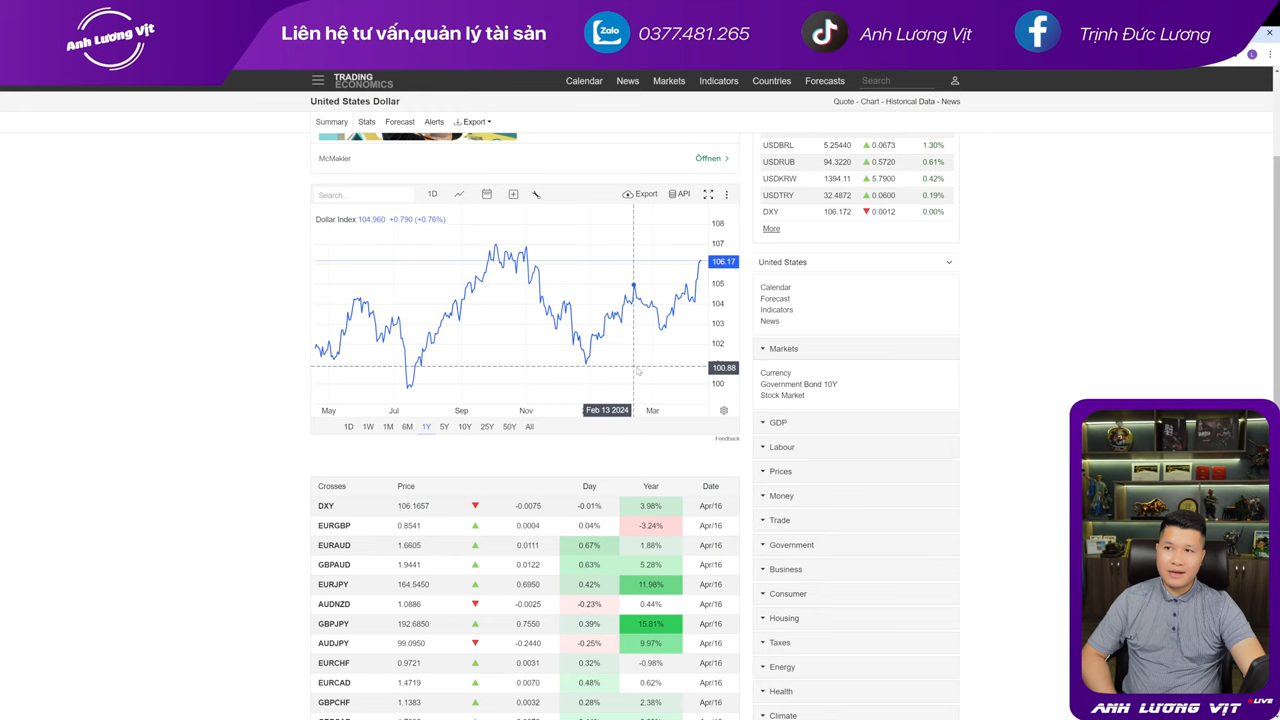 Anh Lương Vịt
Liên hệ tư vấn,quản lý tài sản
Zalo
0377.481.265
Anh Lương Vịt
Trịnh Đức Lương
TRADING
ECONOMICS
Calendar News Markets Indicators Countries Forecasts Search
United States Dollar
Quote - Chart - Historical Data - News
Summary Stats Forecast Alerts Export
McMakler
Öffnen
Search...
1D
Export
API
Dollar Index 104.960 +0.790 (+0.76%)
108
107
106.17
105
104
103
102
100.88
100
May Jul Sep Nov Feb 13 2024 Mar
1D 1W 1M 6M 1Y 5Y 10Y 25Y 50Y All
Feedback
Crosses Price Day Year Date
DXY 106.1657 -0.0075 -0.01% 3.98% Apr/16
EURGBP 0.8541 0.0004 0.04% -3.24% Apr/16
EURAUD 1.6605 0.0111 0.67% 1.88% Apr/16
GBPAUD 1.9441 0.0122 0.63% 5.28% Apr/16
EURJPY 164.5450 0.6950 0.42% 11.98% Apr/16
AUDNZD 1.0886 -0.0025 -0.23% 0.44% Apr/16
GBPJPY 192.6850 0.7550 0.39% 15.81% Apr/16
AUDJPY 99.0950 -0.2440 -0.25% 9.97% Apr/16
EURCHF 0.9721 0.0031 0.32% -0.98% Apr/16
EURCAD 1.4719 0.0070 0.48% 0.62% Apr/16
GBPCHF 1.1383 0.0032 0.28% 2.38% Apr/16
USDBRL 5.25440 0.0673 1.30%
USDRUB 94.3220 0.5720 0.61%
USDKRW 1394.11 5.7900 0.42%
USDTRY 32.4872 0.0600 0.19%
DXY 106.172 0.0012 0.00%
More
United States
Calendar
Forecast
Indicators
News
Markets
Currency
Government Bond 10Y
Stock Market
GDP
Labour
Prices
Money
Trade
Government
Business
Consumer
Housing
Taxes
Energy
Health
Climate
ANH LƯƠNG VỊT
LIVE